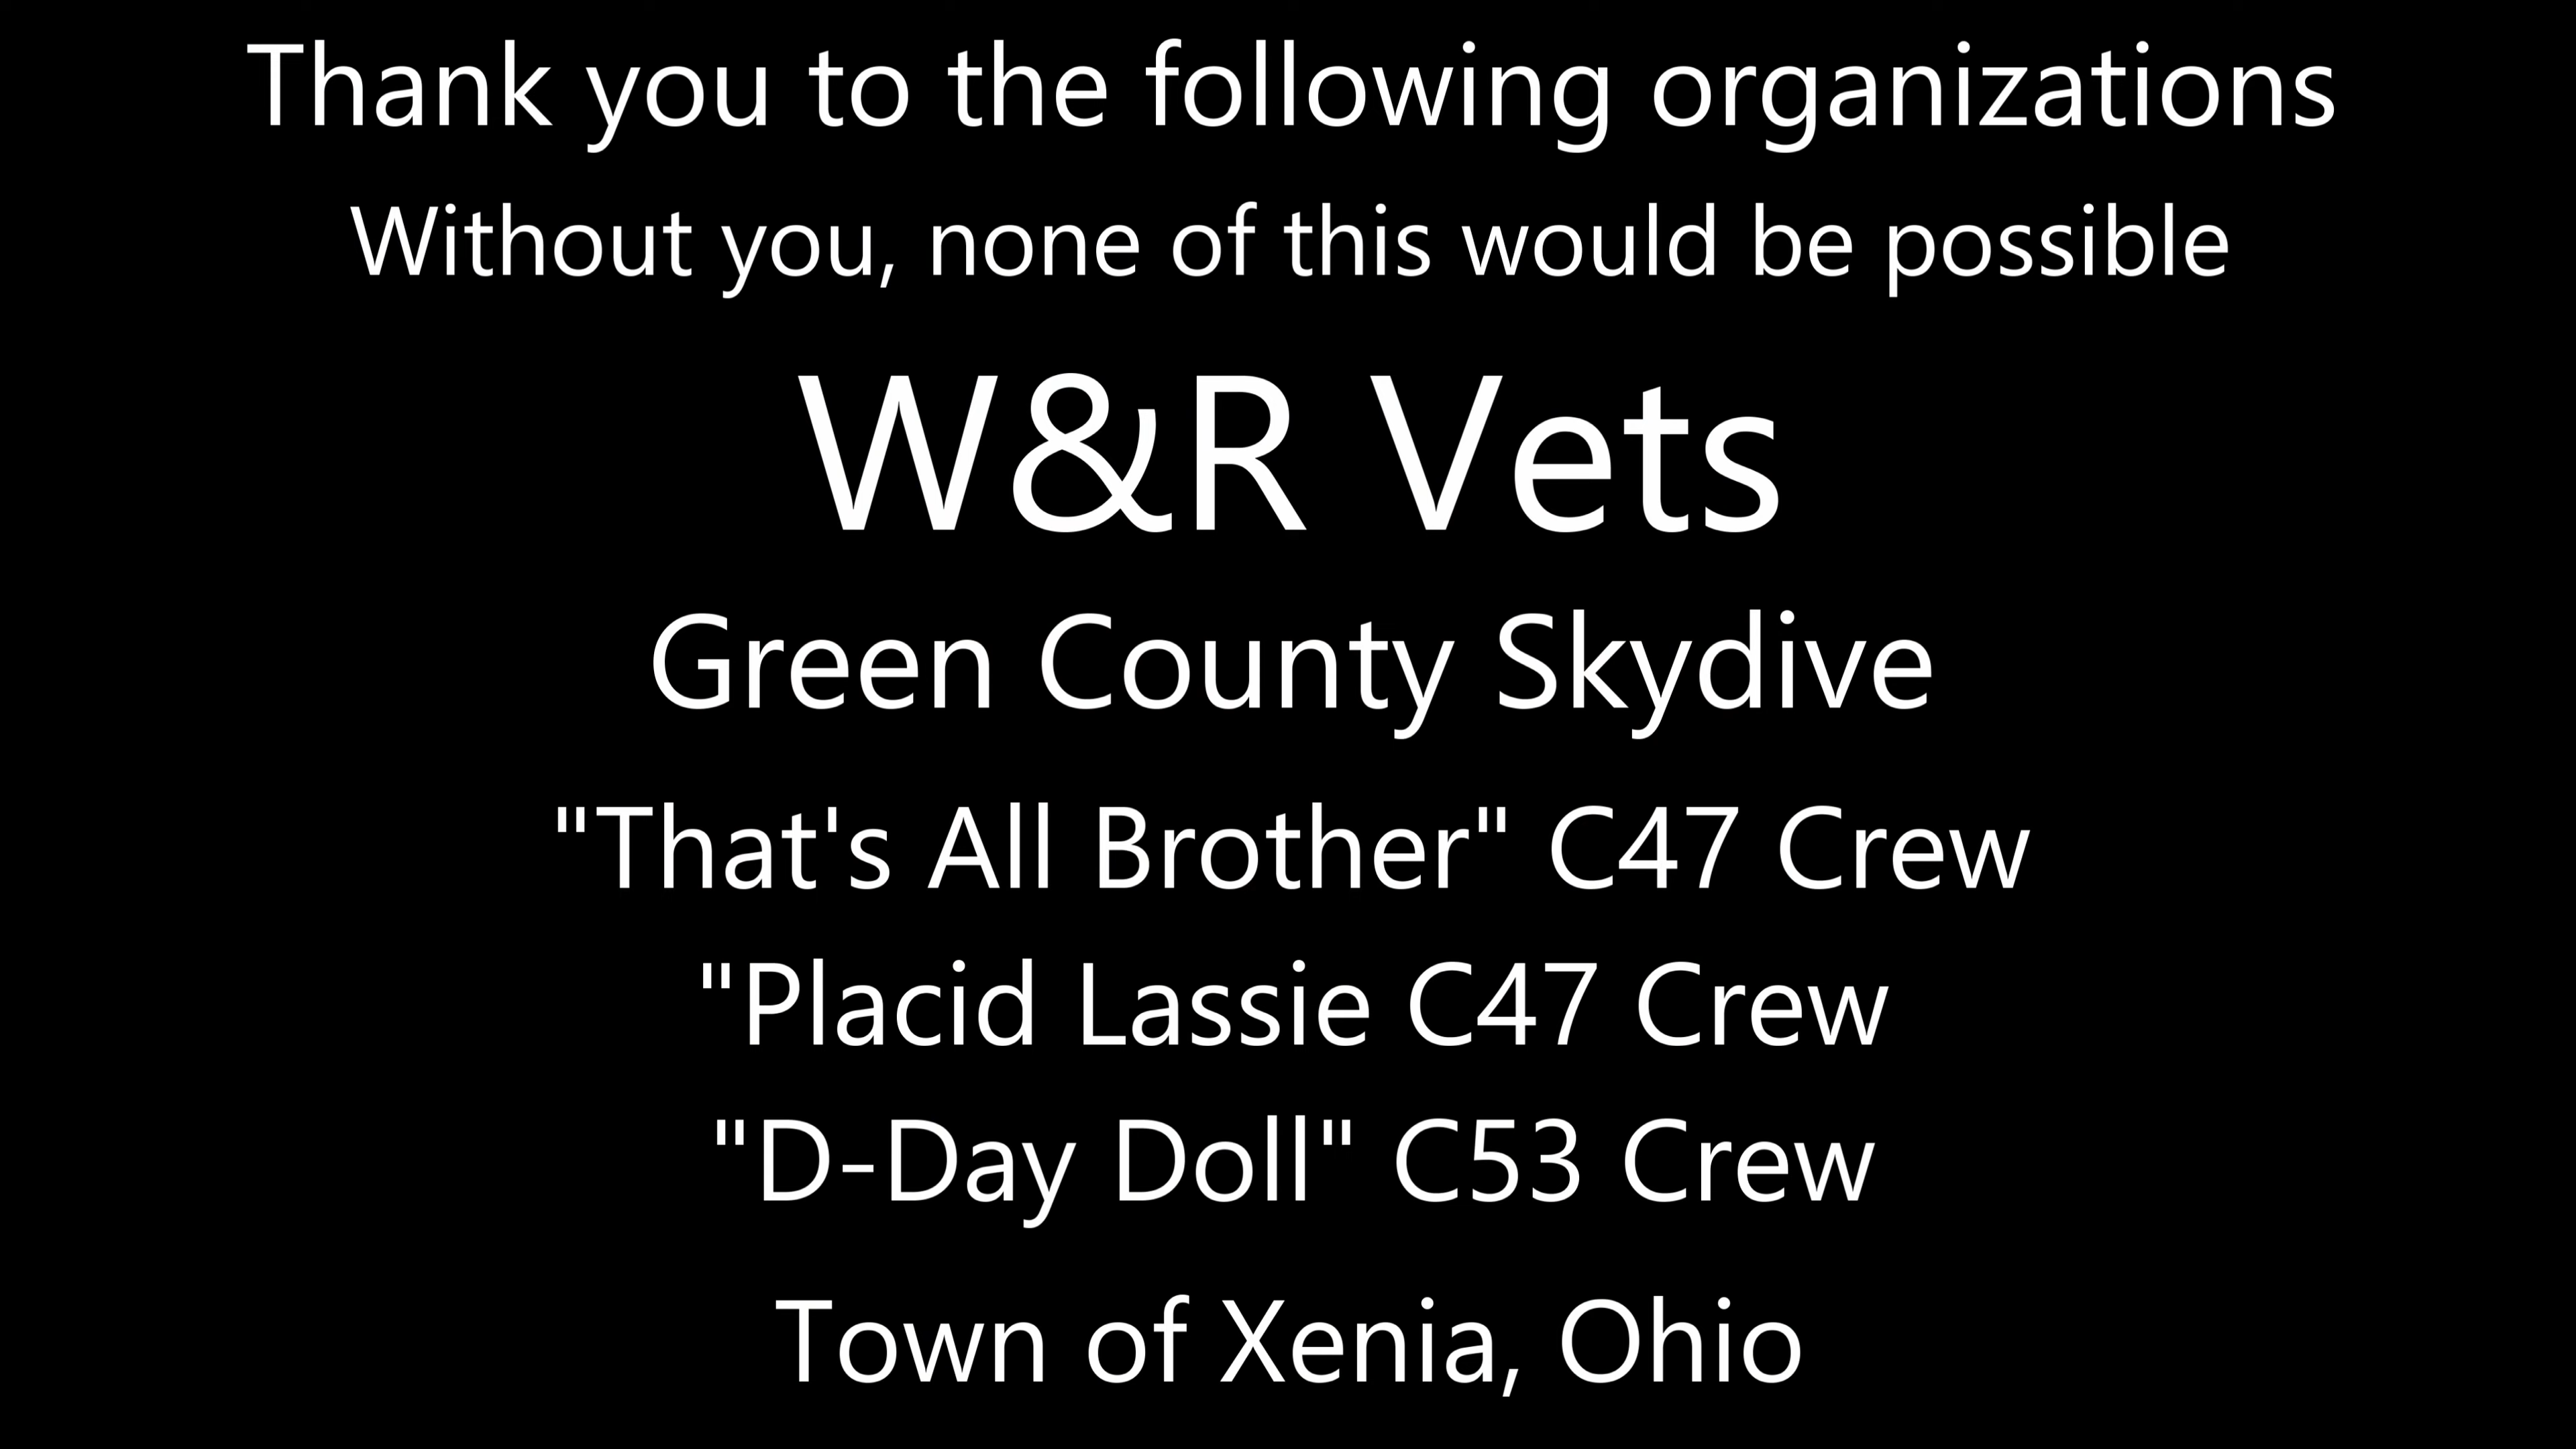 Thank you to the following organizations
Without you, none of this would be possible
W&R Vets
Green County Skydive
"That's All Brother" C47 Crew
"Placid Lassie C47 Crew
"D-Day Doll" C53 Crew
Town of Xenia, Ohio